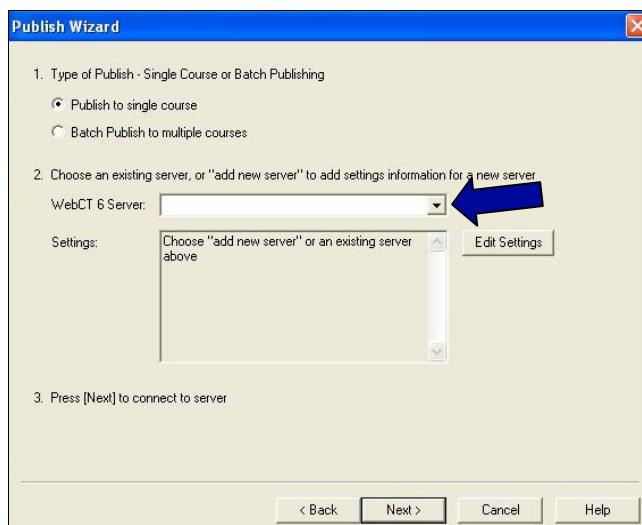 Publish Wizard
1. Type of Publish - Single Course or Batch Publishing
Publish to single course
Batch Publish to multiple courses
2. Choose an existing server, or "add new server" to add settings information for a new server
WebCT 6 Server:
Settings:
Choose "add new server" or an existing server
above
Edit Settings
3. Press [Next] to connect to server
< Back
Next >
Cancel
Help